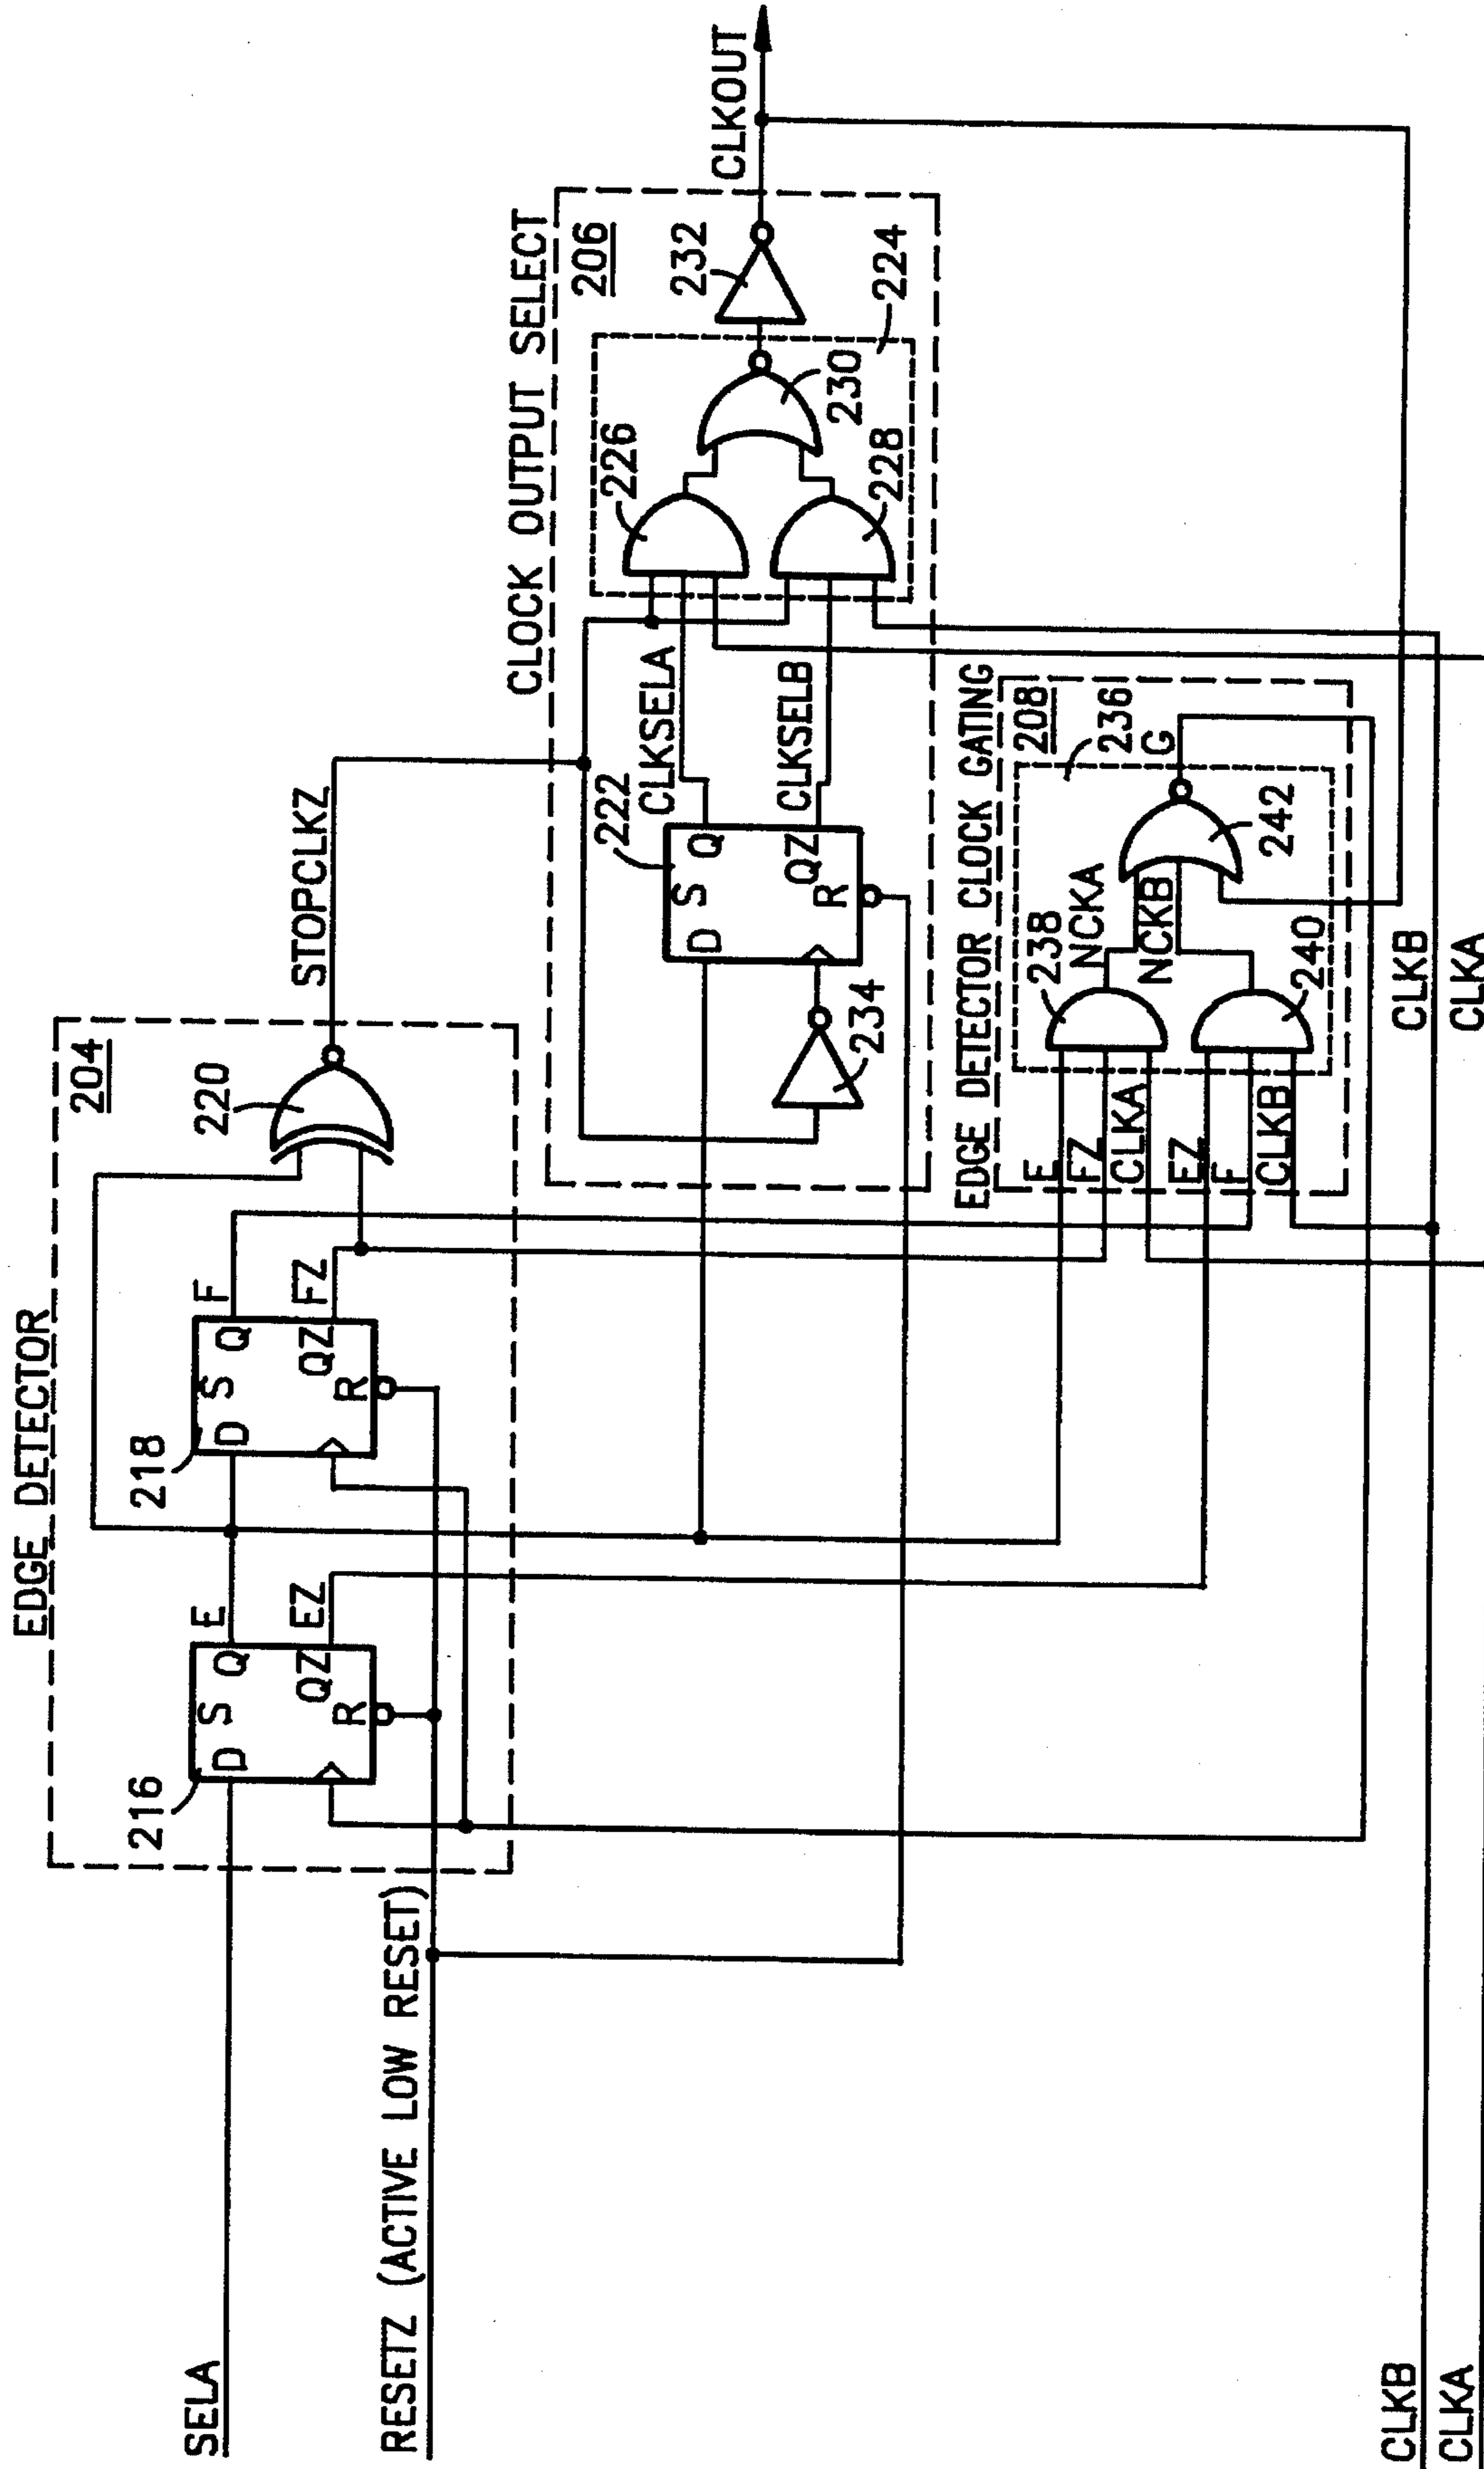 EDGE DETECTOR
204
216
D S Q
QZ
R
E
EZ
218
D S Q
QZ
R
F
FZ
220
STOPCLKZ
SELA
RESETZ (ACTIVE LOW RESET)
CLOCK OUTPUT SELECT
206
222
D S Q
QZ
R
234
CLKSELA
CLKSELB
226
228
230
224
232
CLKOUT
EDGE DETECTOR CLOCK GATING
208
236
E
FZ
CLKA
EZ
F
CLKB
238
NCKA
NCKB
240
242
G
CLKB
CLKA
CLKB
CLKA